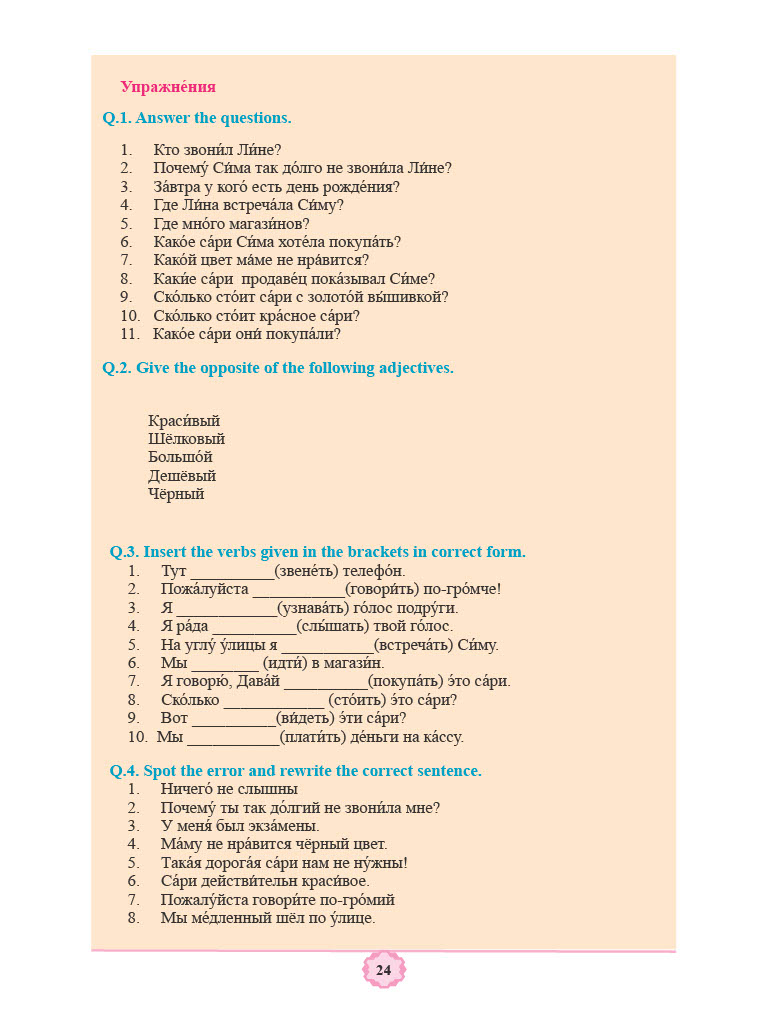 Упражне́ния
Q.1. Answer the questions.
1. Кто звони́л Ли́не?
2. Почему́ Си́ма так до́лго не звони́ла Ли́не?
3. За́втра у кого́ есть день рожде́ния?
4. Где Ли́на встреча́ла Си́му?
5. Где мно́го магази́нов?
6. Како́е са́ри Си́ма хоте́ла покупа́ть?
7. Како́й цвет ма́ме не нра́вится?
8. Каки́е са́ри продаве́ц пока́зывал Си́ме?
9. Ско́лько сто́ит са́ри с золото́й вы́шивкой?
10. Ско́лько сто́ит кра́сное са́ри?
11. Како́е са́ри они́ покупа́ли?
Q.2. Give the opposite of the following adjectives.
Краси́вый
Шёлковый
Большо́й
Дешёвый
Чёрный
Q.3. Insert the verbs given in the brackets in correct form.
1. Тут __________(звене́ть) телефо́н.
2. Пожа́луйста ___________(говори́ть) по-гро́мче!
3. Я ____________(узнава́ть) го́лос подру́ги.
4. Я ра́да __________(слы́шать) твой го́лос.
5. На углу́ у́лицы я ___________(встреча́ть) Си́му.
6. Мы ________ (идти́) в магази́н.
7. Я говорю́, Дава́й __________(покупа́ть) э́то са́ри.
8. Ско́лько ____________ (сто́ить) э́то са́ри?
9. Вот __________(ви́деть) э́ти са́ри?
10. Мы ___________(плати́ть) де́ньги на ка́ссу.
Q.4. Spot the error and rewrite the correct sentence.
1. Ничего́ не слышны
2. Почему́ ты так до́лгий не звони́ла мне?
3. У меня́ был экза́мены.
4. Ма́му не нра́вится чёрный цвет.
5. Така́я дорога́я са́ри нам не ну́жны!
6. Са́ри действи́тельн краси́вое.
7. Пожалу́йста говори́те по-гро́мий
8. Мы ме́дленный шёл по у́лице.
24